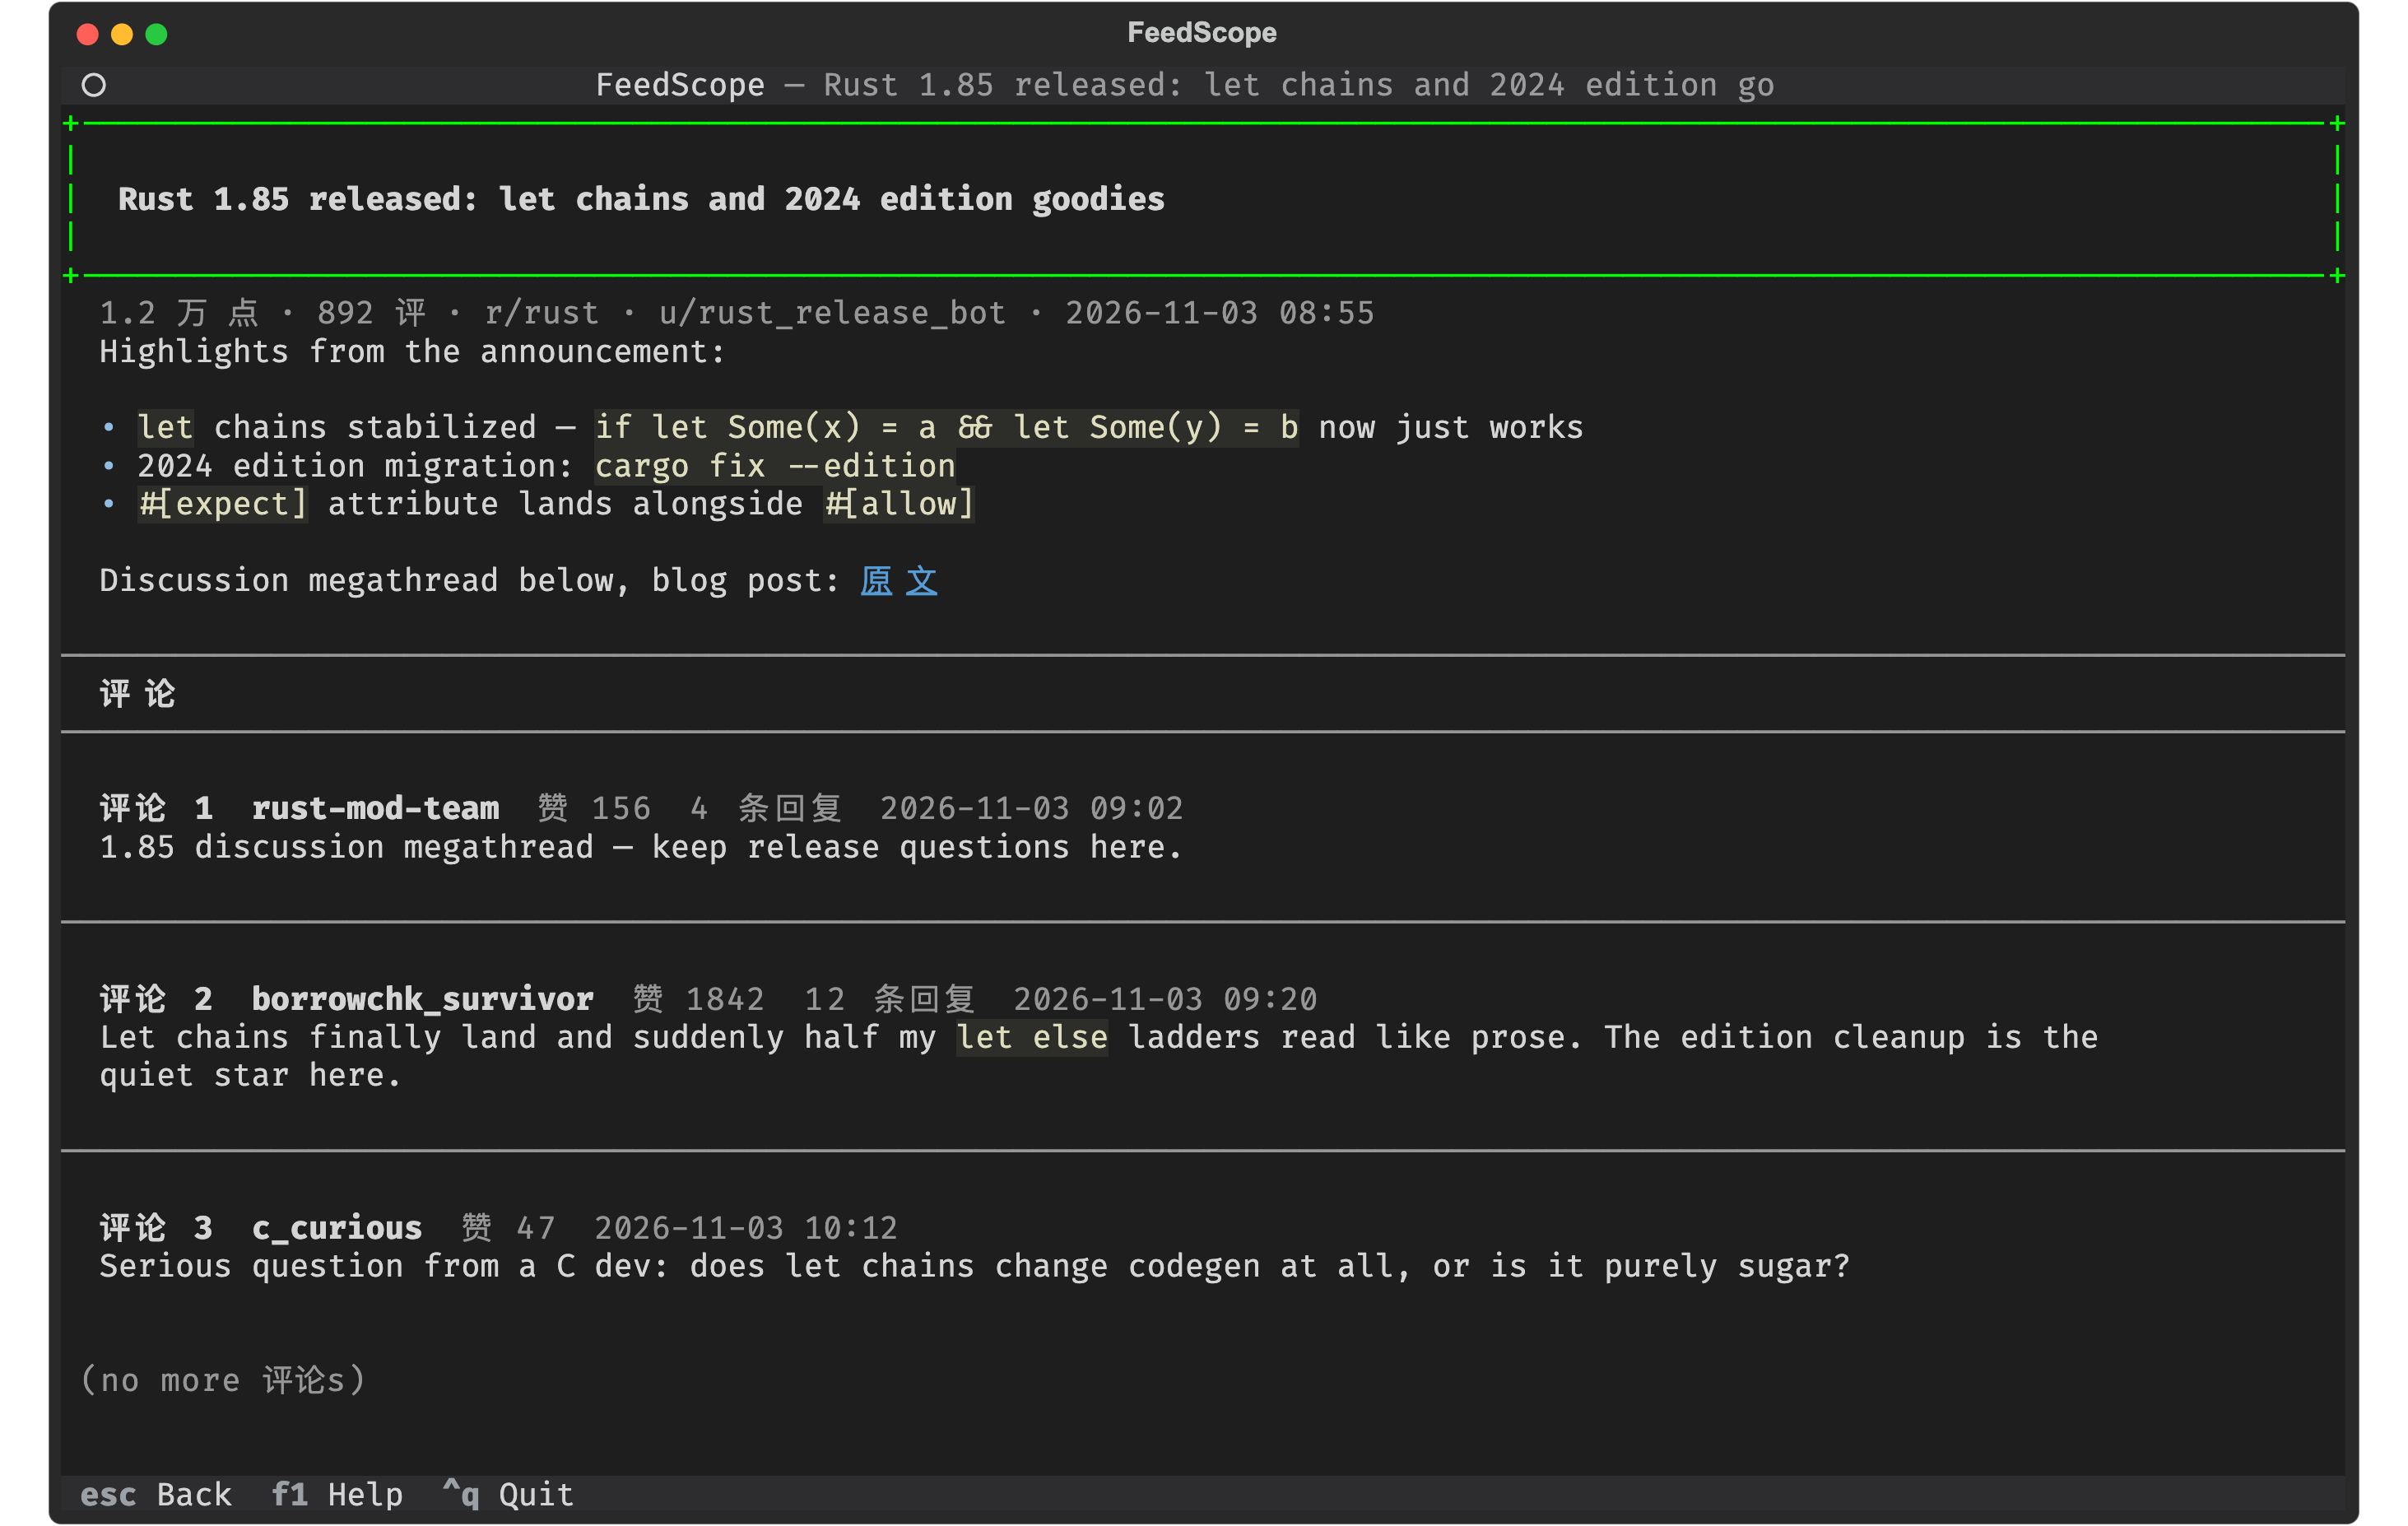 FeedScope
FeedScope — Rust 1.85 released: let chains and 2024 edition go
Rust 1.85 released: let chains and 2024 edition goodies
1.2 万 点 · 892 评 · r/rust · u/rust_release_bot · 2026-11-03 08:55
Highlights from the announcement:
• let chains stabilized — if let Some(x) = a && let Some(y) = b now just works
• 2024 edition migration: cargo fix --edition
• #[expect] attribute lands alongside #[allow]
Discussion megathread below, blog post: 原文
评论
评论 1 rust-mod-team 赞 156 4 条回复 2026-11-03 09:02
1.85 discussion megathread — keep release questions here.
评论 2 borrowchk_survivor 赞 1842 12 条回复 2026-11-03 09:20
Let chains finally land and suddenly half my let else ladders read like prose. The edition cleanup is the
quiet star here.
评论 3 c_curious 赞 47 2026-11-03 10:12
Serious question from a C dev: does let chains change codegen at all, or is it purely sugar?
(no more 评论s)
esc Back f1 Help ^q Quit